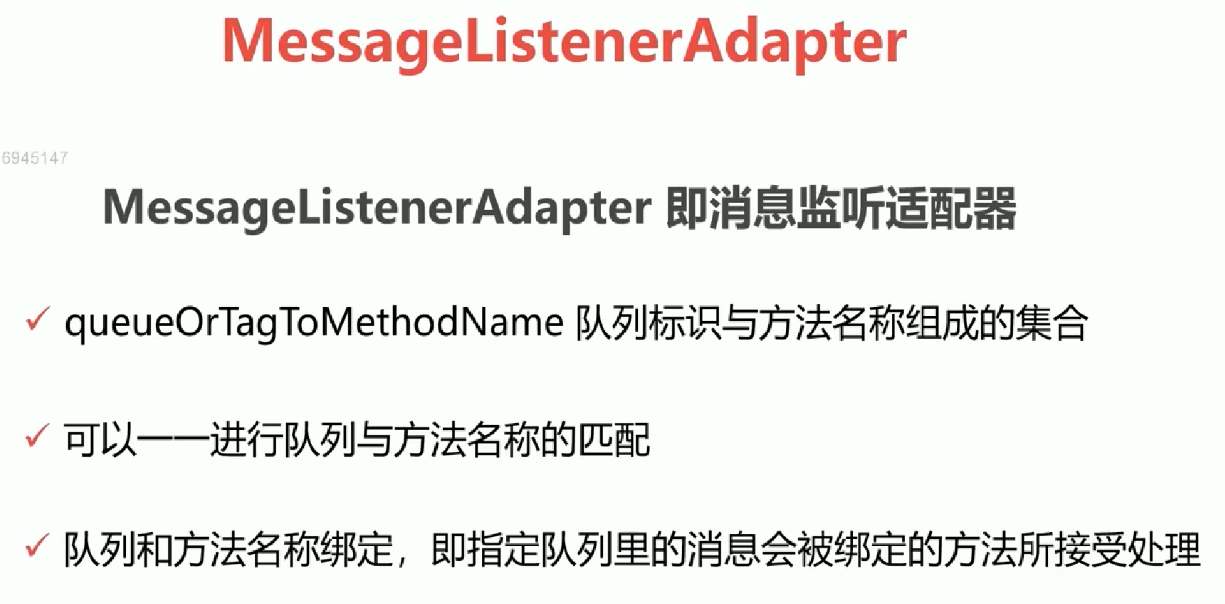 MessageListenerAdapter
6945147
MessageListenerAdapter 即消息监听适配器
✓ queueOrTagToMethodName 队列标识与方法名称组成的集合
✓ 可以一一进行队列与方法名称的匹配
✓ 队列和方法名称绑定，即指定队列里的消息会被绑定的方法所接受处理